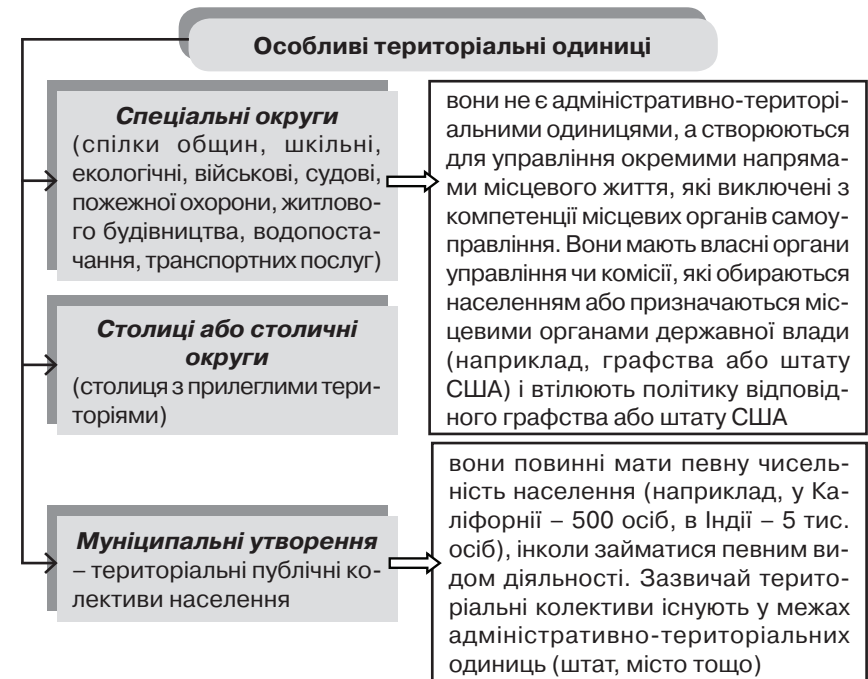 Особливі територіальні одиниці
Спеціальні округи
(спілки общин, шкільні,
екологічні, військові, судові,
пожежної охорони, житлово-
го будівництва, водопоста-
чання, транспортних послуг)
вони не є адміністративно-територі-
альними одиницями, а створюються
для управління окремими напряма-
ми місцевого життя, які виключені з
компетенції місцевих органів самоу-
правління. Вони мають власні органи
управління чи комісії, які обираються
населенням або призначаються міс-
цевими органами державної влади
(наприклад, графства або штату
США) і втілюють політику відповід-
ного графства або штату США
Столиці або столичні
округи
(столиця з прилеглими тери-
торіями)
Муніципальні утворення
– територіальні публічні ко-
лективи населення
вони повинні мати певну чисель-
ність населення (наприклад, у Ка-
ліфорнії – 500 осіб, в Індії – 5 тис.
осіб), інколи займатися певним ви-
дом діяльності. Зазвичай терито-
ріальні колективи існують у межах
адміністративно-територіальних
одиниць (штат, місто тощо)